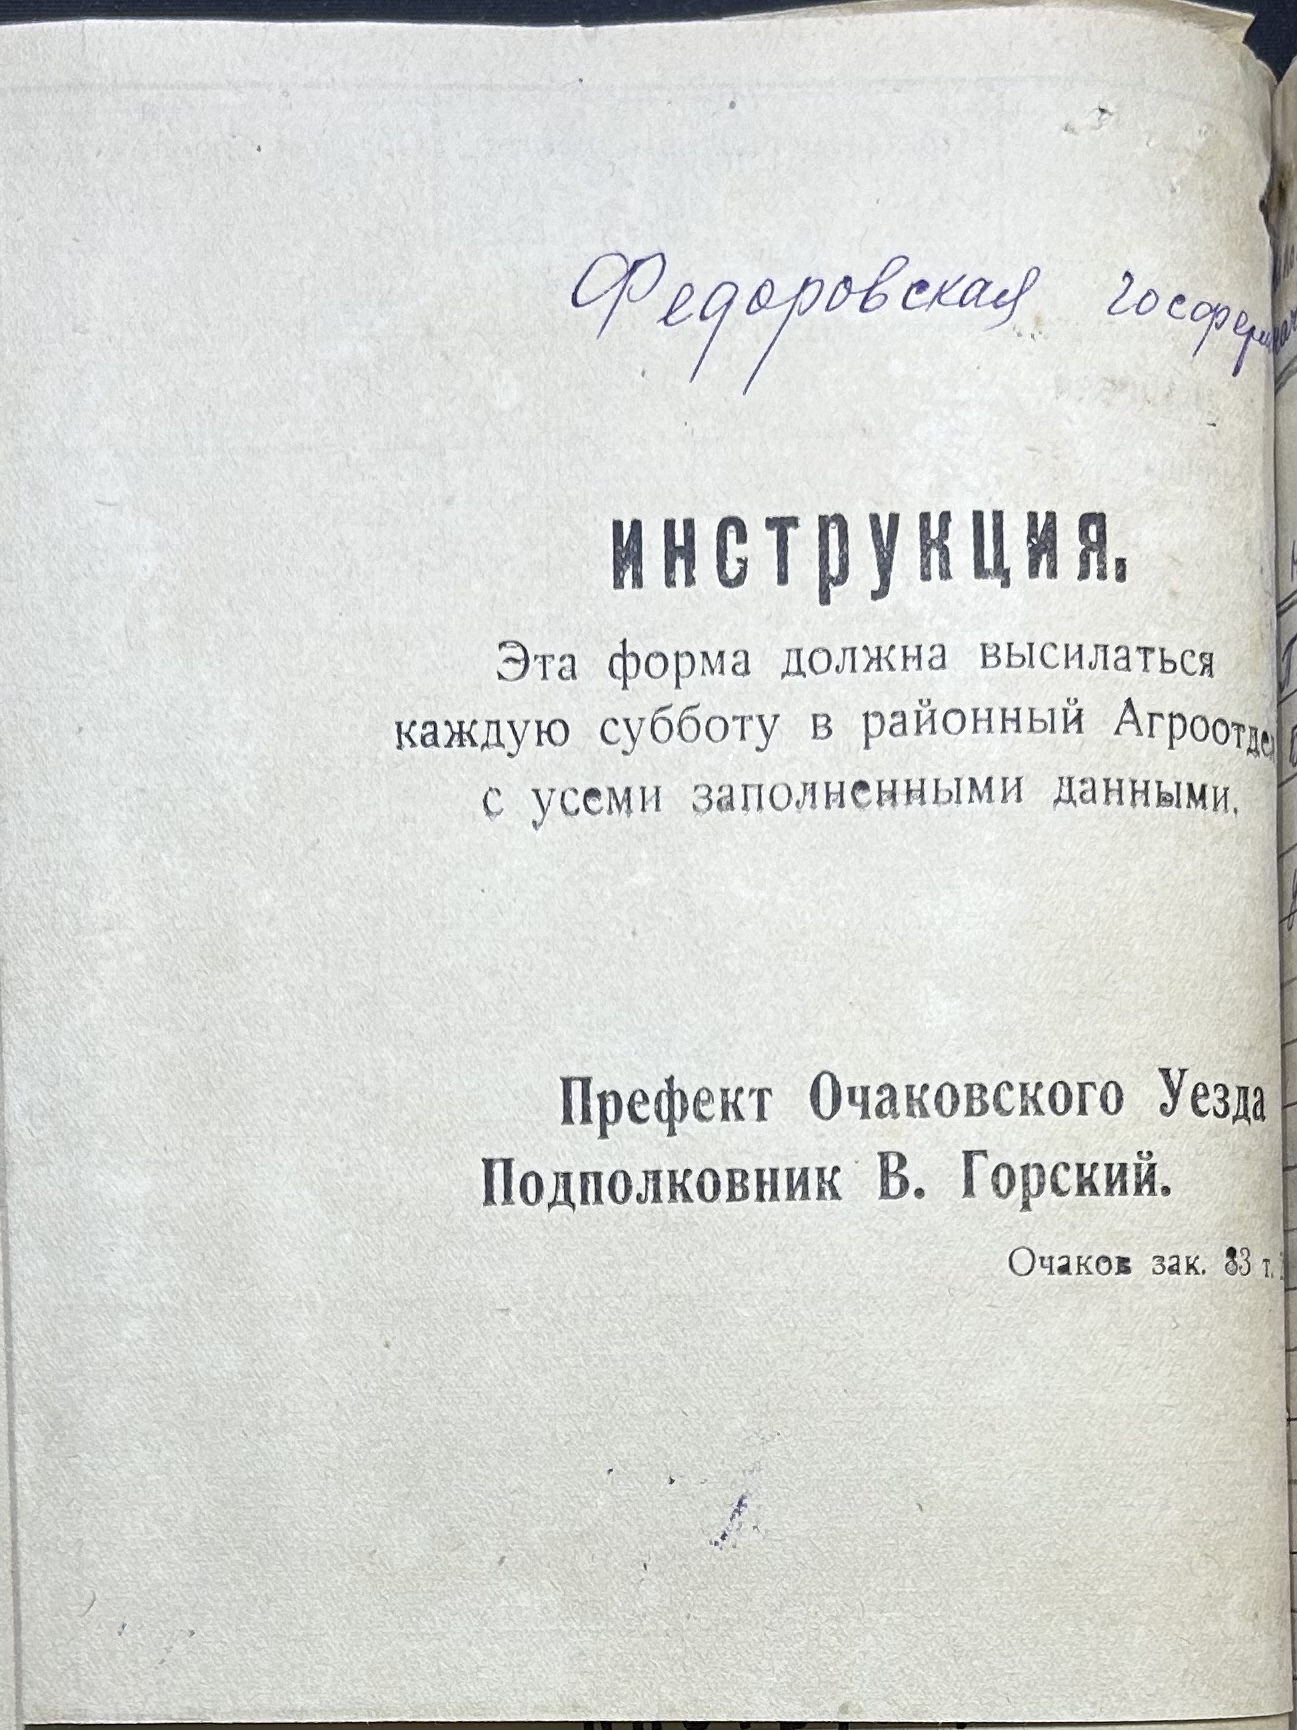 Федоровская госферма
ИНСТРУКЦИЯ.
Эта форма должна высилаться
каждую субботу в районный Агроотдел
с усеми заполненными данными.
Префект Очаковского Уезда
Подполковник В. Горский.
Очаков зак. 83 т.